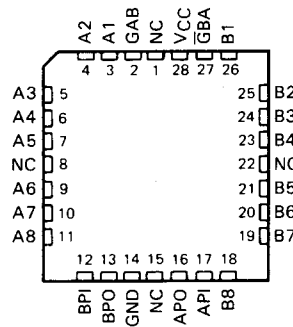 A2 A1 GAB NC VCC G̅BA B1
4 3 2 1 28 27 26
A3 5 25 B2
A4 6 24 B3
A5 7 23 B4
NC 8 22 NC
A6 9 21 B5
A7 10 20 B6
A8 11 19 B7
12 13 14 15 16 17 18
BPI BPO GND NC APO API B8